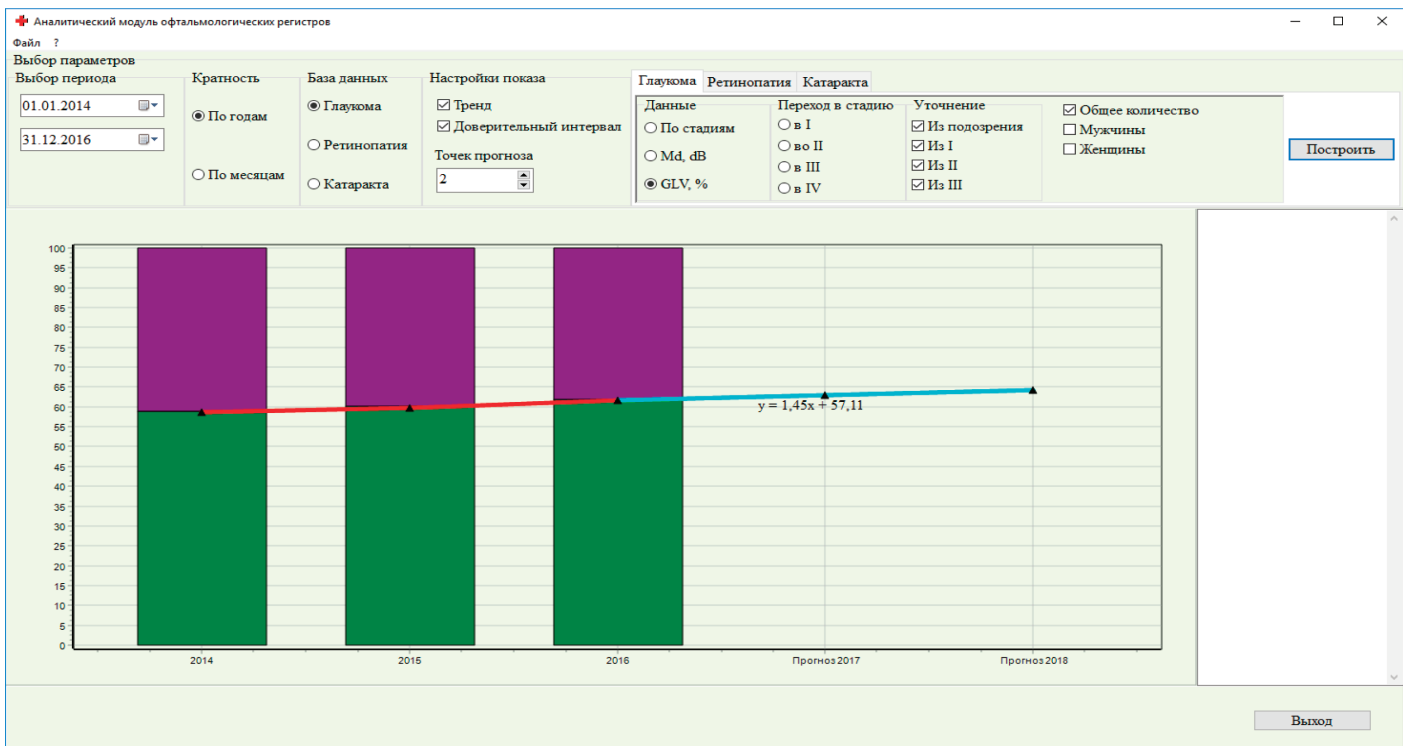 Аналитический модуль офтальмологических регистров
Файл ?
Выбор параметров
Выбор периода
01.01.2014
31.12.2016
Кратность
По годам
По месяцам
База данных
Глаукома
Ретинопатия
Катаракта
Настройки показа
Тренд
Доверительный интервал
Точек прогноза
2
Глаукома Ретинопатия Катаракта
Данные
По стадиям
Md, dB
GLV, %
Переход в стадию
в I
во II
в III
в IV
Уточнение
Из подозрения
Из I
Из II
Из III
Общее количество
Мужчины
Женщины
Построить
100
95
90
85
80
75
70
65
60
55
50
45
40
35
30
25
20
15
10
5
0
y = 1,45x + 57,11
2014 2015 2016 Прогноз 2017 Прогноз 2018
Выход